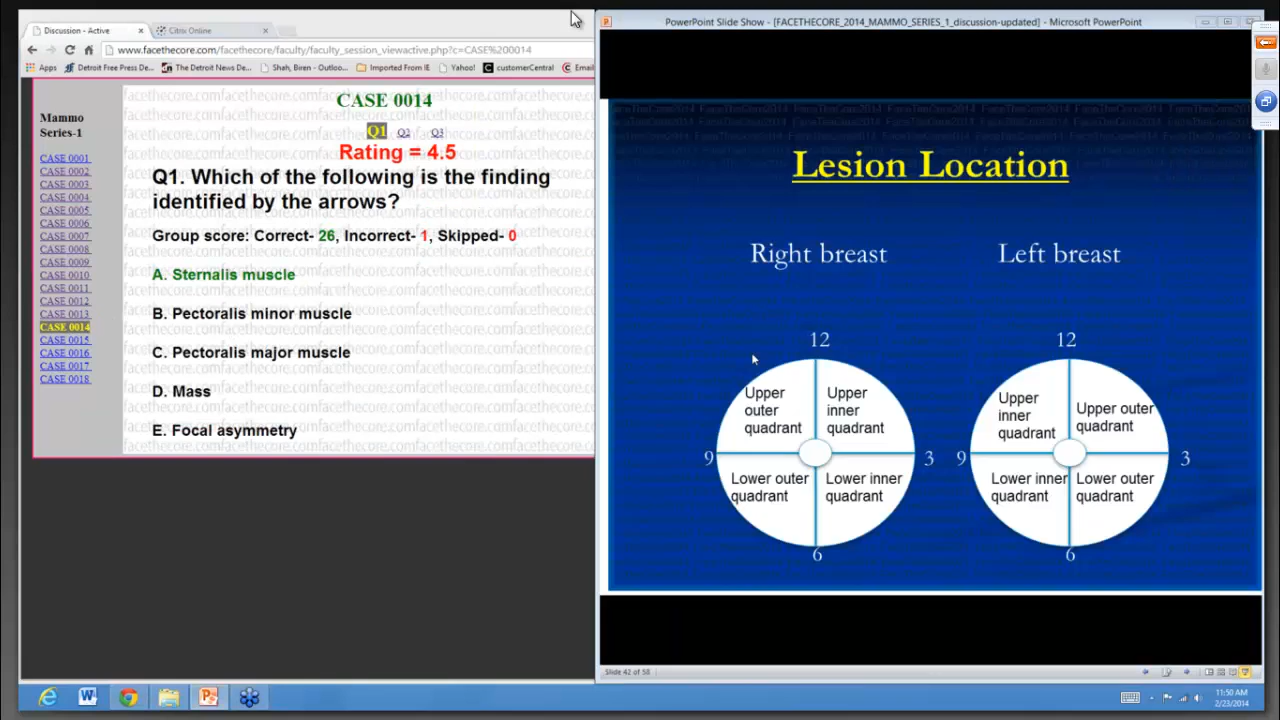 Discussion - Active
Citrix Online
www.facethecore.com/facethecore/faculty/faculty_session_viewactive.php?c=CASE%200014
Apps
Detroit Free Press De...
The Detroit News De...
Shah, Biren - Outloo...
Imported From IE
Yahoo!
customerCentral
Email
Mammo
Series-1
CASE 0001
CASE 0002
CASE 0003
CASE 0004
CASE 0005
CASE 0006
CASE 0007
CASE 0008
CASE 0009
CASE 0010
CASE 0011
CASE 0012
CASE 0013
CASE 0014
CASE 0015
CASE 0016
CASE 0017
CASE 0018
CASE 0014
Q1 Q2 Q3
Rating = 4.5
Q1. Which of the following is the finding
identified by the arrows?
Group score: Correct- 26, Incorrect- 1, Skipped- 0
A. Sternalis muscle
B. Pectoralis minor muscle
C. Pectoralis major muscle
D. Mass
E. Focal asymmetry
PowerPoint Slide Show - [FACETHECORE_2014_MAMMO_SERIES_1_discussion-updated] - Microsoft PowerPoint
Lesion Location
Right breast
Left breast
12
Upper
outer
quadrant
Upper
inner
quadrant
9
3
Lower outer
quadrant
Lower inner
quadrant
6
12
Upper
inner
quadrant
Upper outer
quadrant
9
3
Lower inner
quadrant
Lower outer
quadrant
6
Slide 42 of 58
11:50 AM
2/23/2014